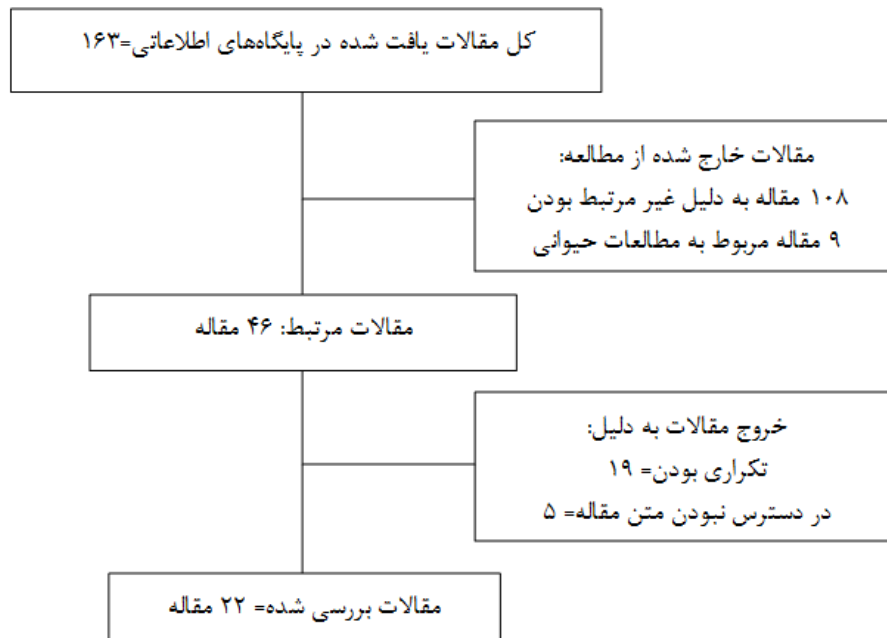 کل مقالات یافت شده در پایگاه‌های اطلاعاتی=۱۶۳
مقالات خارج شده از مطالعه:
۱۰۸ مقاله به دلیل غیر مرتبط بودن
۹ مقاله مربوط به مطالعات حیوانی
مقالات مرتبط: ۴۶ مقاله
خروج مقالات به دلیل:
تکراری بودن= ۱۹
در دسترس نبودن متن مقاله= ۵
مقالات بررسی شده= ۲۲ مقاله